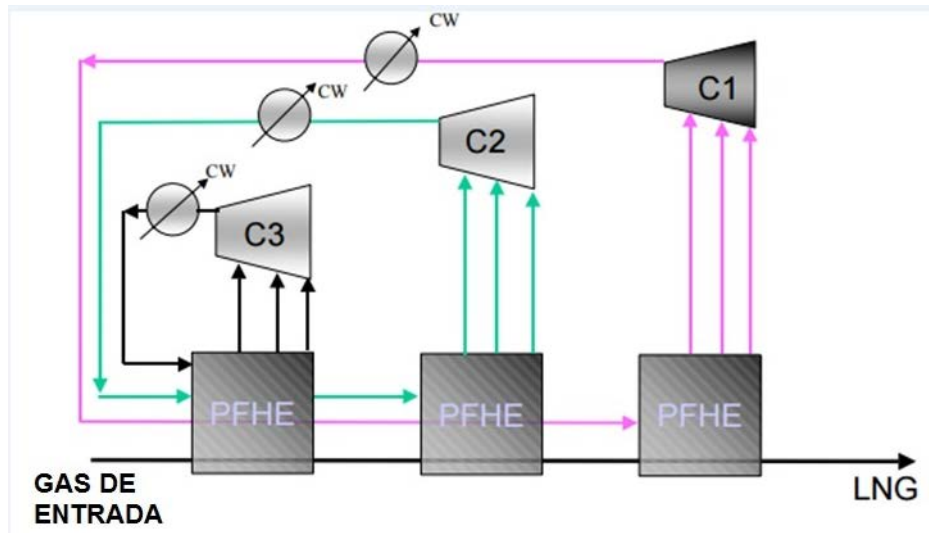 CW
C1
CW
C2
CW
C3
PFHE
PFHE
PFHE
GAS DE
ENTRADA
LNG